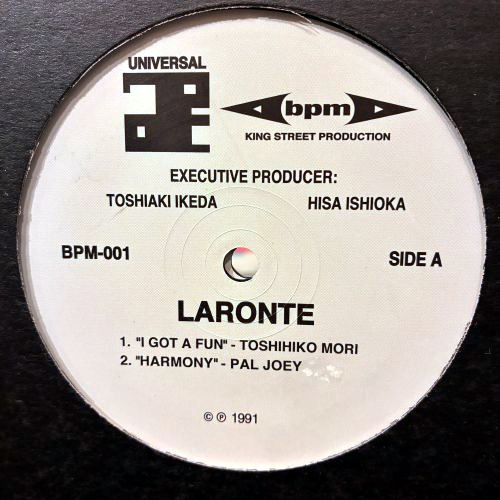 UNIVERSAL
bpm
KING STREET PRODUCTION
EXECUTIVE PRODUCER:
TOSHIAKI IKEDA HISA ISHIOKA
BPM-001 SIDE A
LARONTE
1. "I GOT A FUN" - TOSHIHIKO MORI
2. "HARMONY" - PAL JOEY
© ℗ 1991